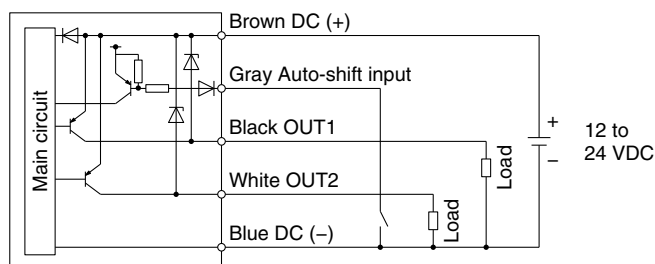 Brown DC (+)
Gray Auto-shift input
Main circuit
Black OUT1
+
12 to
24 VDC
−
Load
White OUT2
Load
Blue DC (−)